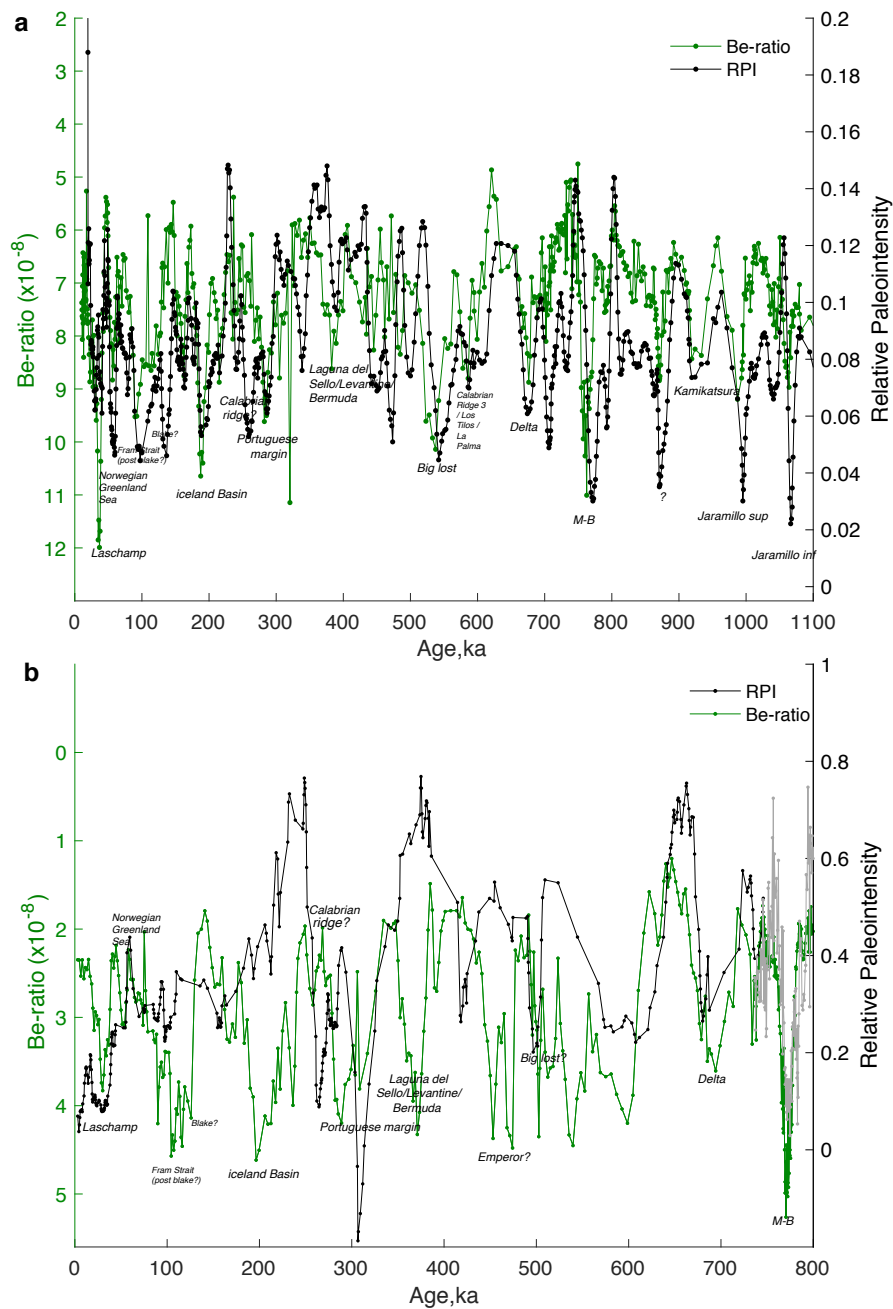 a
2
3
4
5
6
7
8
9
10
11
12
Be-ratio (x10-8)
0.2
0.18
0.16
0.14
0.12
0.1
0.08
0.06
0.04
0.02
0
Relative Paleointensity
Be-ratio
RPI
Laschamp
Norwegian
Greenland
Sea
Fram Strait
(post blake?)
Blake?
iceland Basin
Calabrian
ridge?
Portuguese
margin
Laguna del
Sello/Levantine/
Bermuda
Big lost
Calabrian
Ridge 3
/ Los
Tilos /
La
Palma
Delta
M-B
?
Kamikatsura
Jaramillo sup
Jaramillo inf
0 100 200 300 400 500 600 700 800 900 1000 1100
Age,ka
b
0
1
2
3
4
5
Be-ratio (x10-8)
1
0.8
0.6
0.4
0.2
0
Relative Paleointensity
RPI
Be-ratio
Norwegian
Greenland
Sea
Laschamp
Blake?
Fram Strait
(post blake?)
iceland Basin
Calabrian
ridge?
Portuguese margin
Laguna del
Sello/Levantine/
Bermuda
Emperor?
Big lost?
Delta
M-B
0 100 200 300 400 500 600 700 800
Age,ka